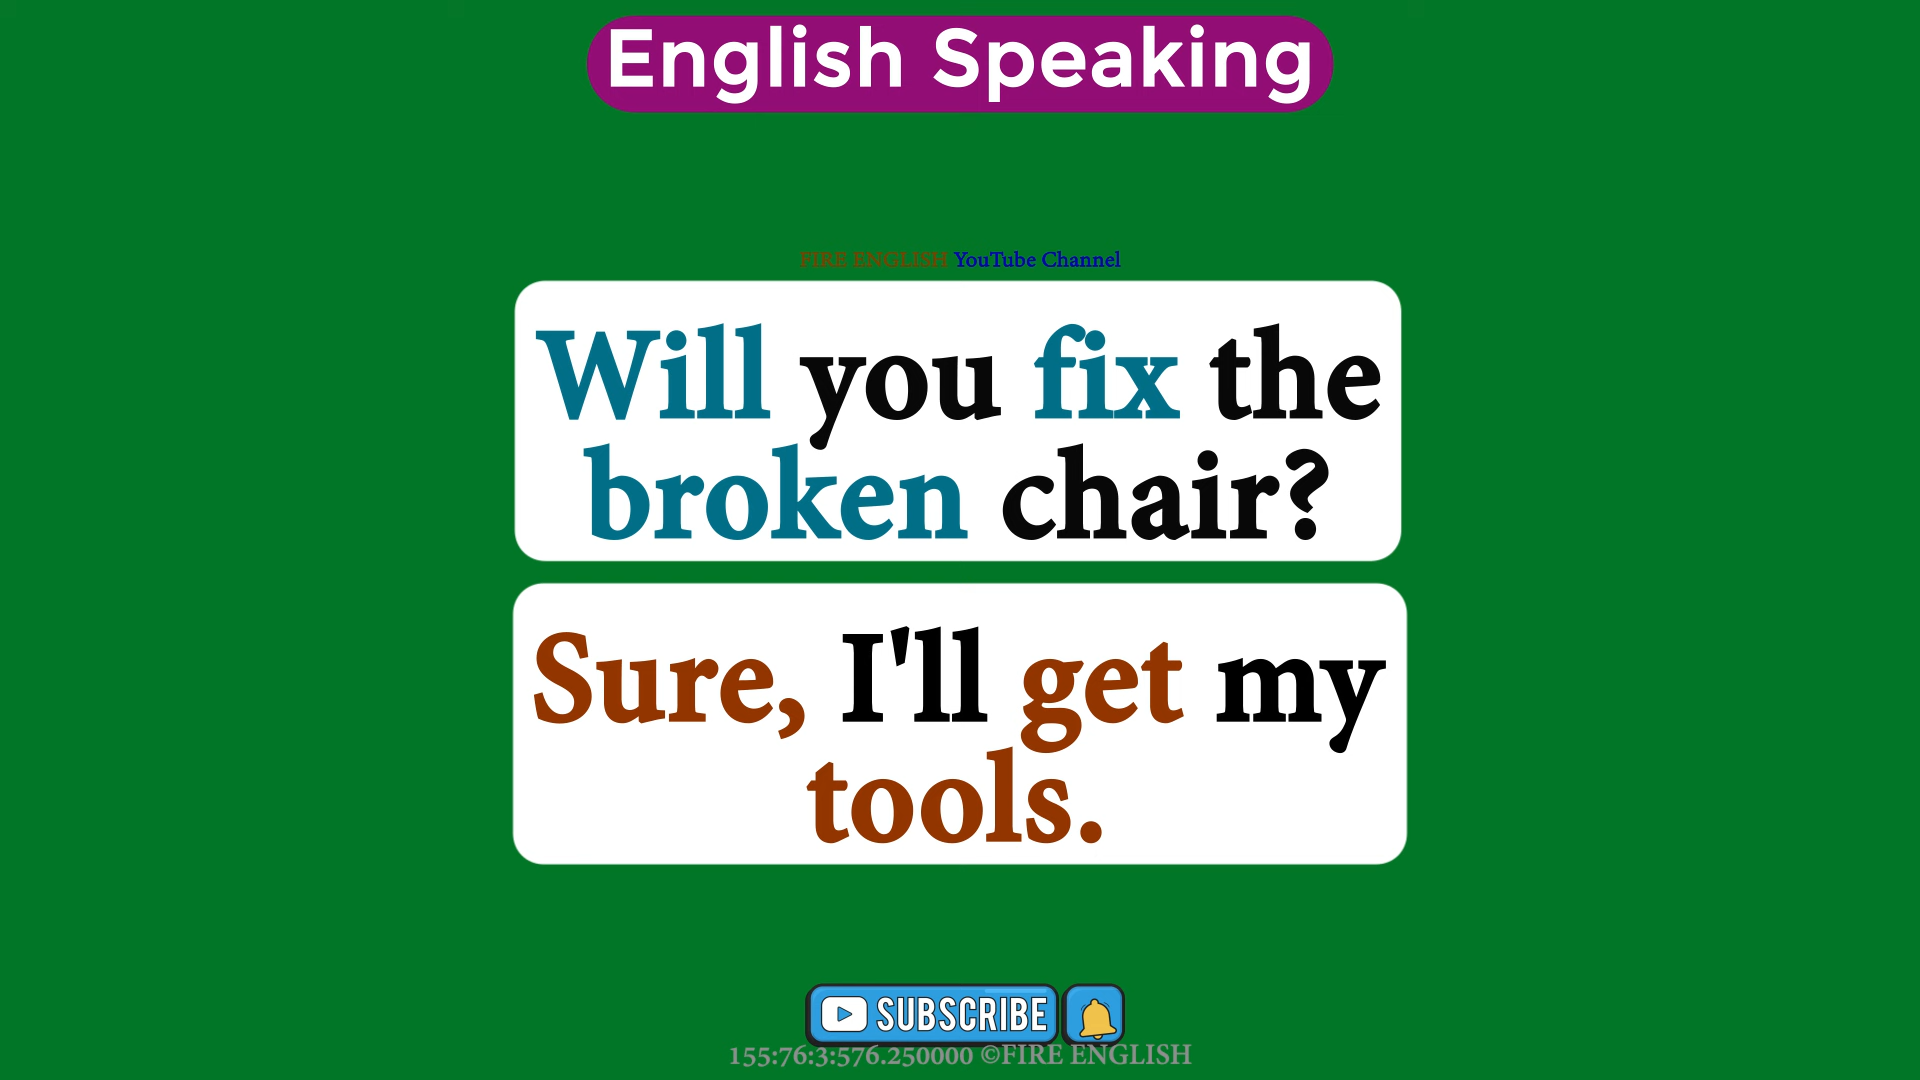 English Speaking
FIRE ENGLISH YouTube Channel
Will you fix the
broken chair?
Sure, I'll get my
tools.
SUBSCRIBE
155:76:3:576.250000 ©FIRE ENGLISH